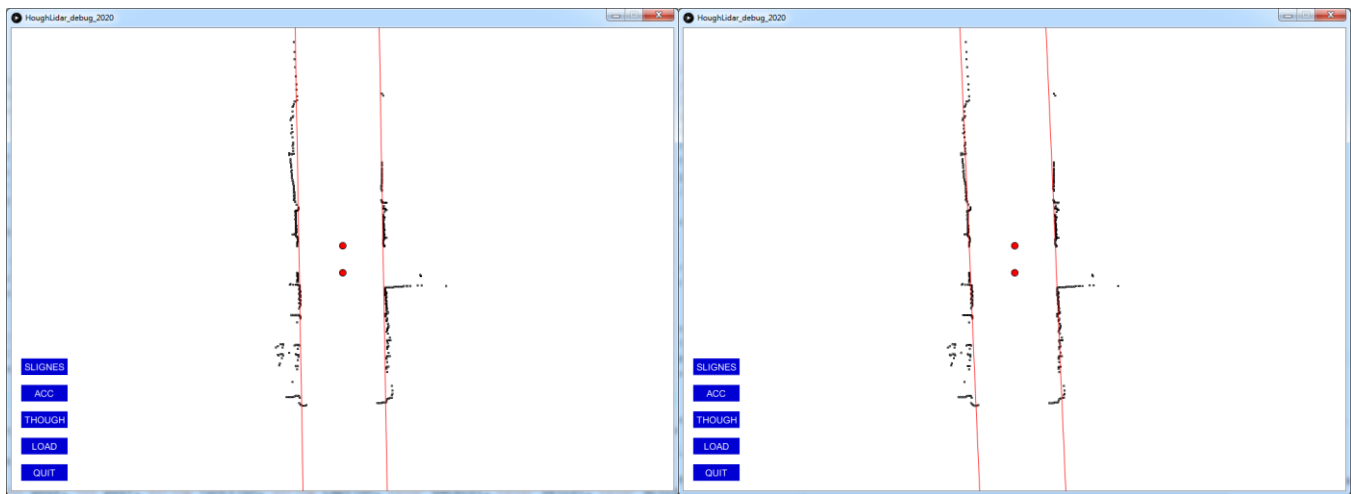 HoughLidar_debug_2020
SLIGNES
ACC
THOUGH
LOAD
QUIT
HoughLidar_debug_2020
SLIGNES
ACC
THOUGH
LOAD
QUIT